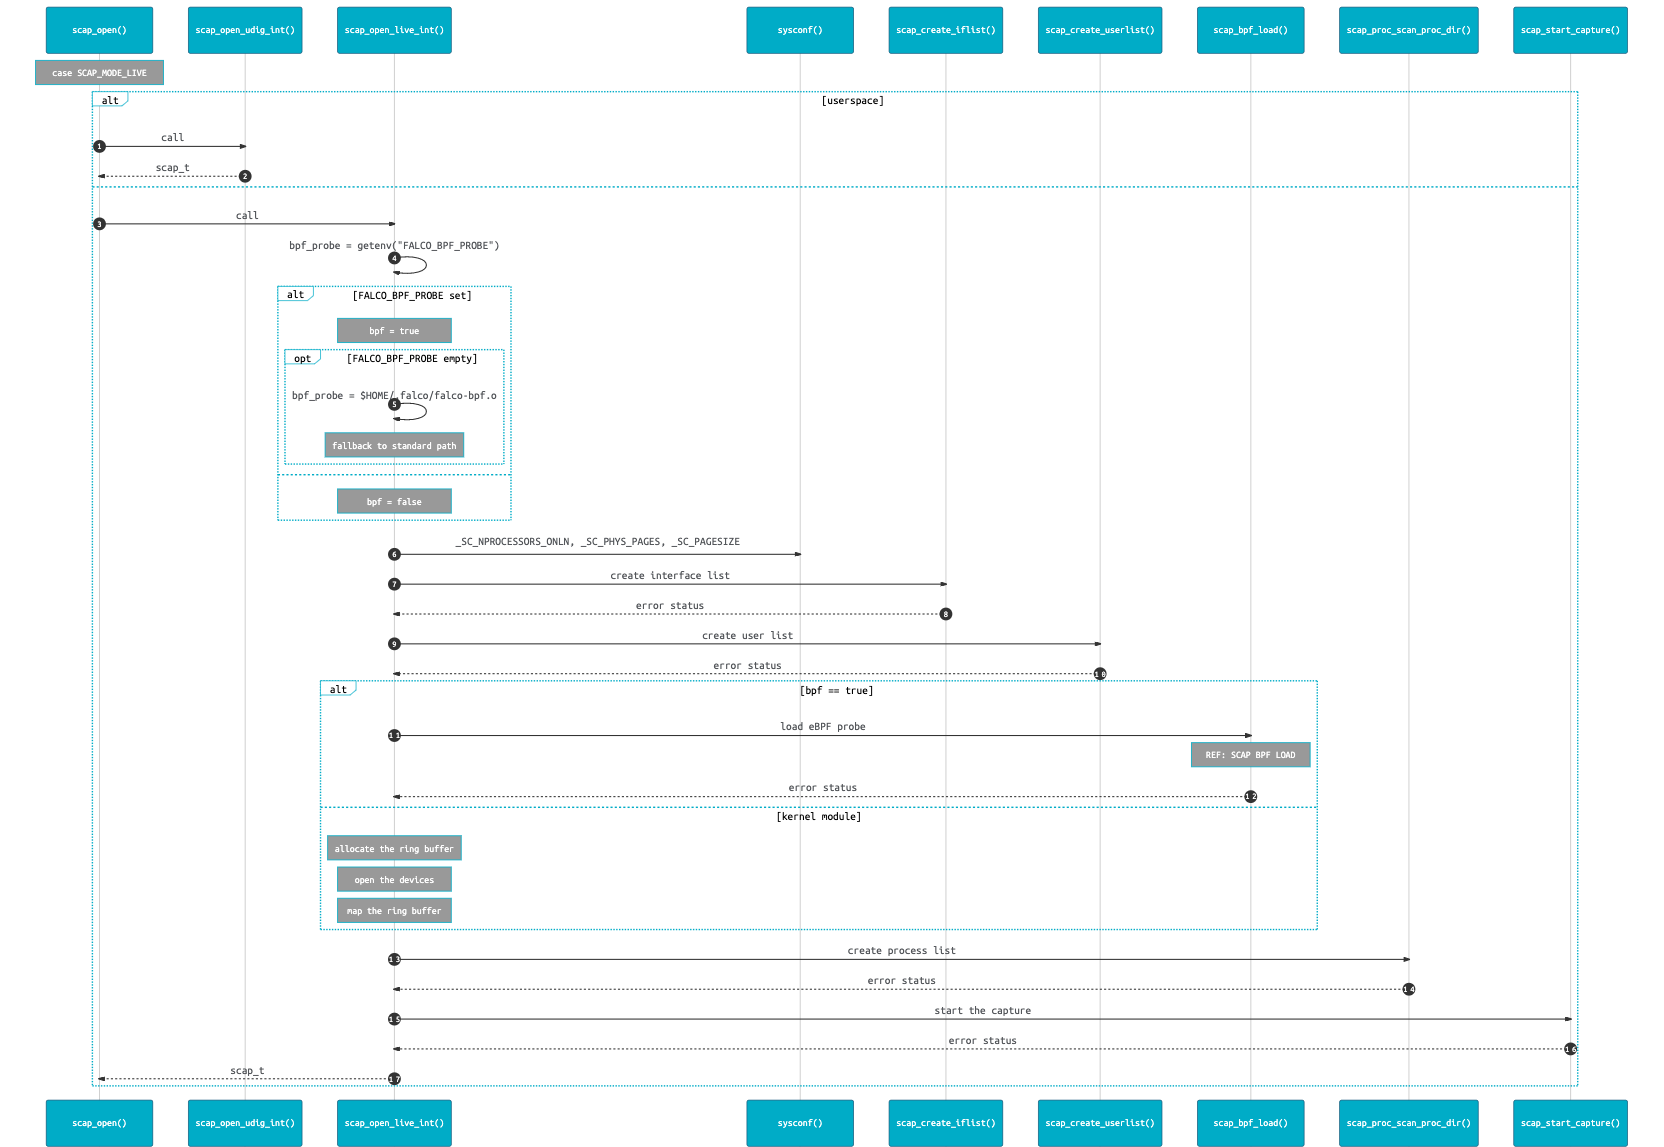 scap_open()
scap_open_udig_int()
scap_open_live_int()
sysconf()
scap_create_iflist()
scap_create_userlist()
scap_bpf_load()
scap_proc_scan_proc_dir()
scap_start_capture()
case SCAP_MODE_LIVE
alt
[userspace]
call
1
scap_t
2
call
3
bpf_probe = getenv("FALCO_BPF_PROBE")
4
alt
[FALCO_BPF_PROBE set]
bpf = true
opt
[FALCO_BPF_PROBE empty]
bpf_probe = $HOME/.falco/falco-bpf.o
5
fallback to standard path
bpf = false
_SC_NPROCESSORS_ONLN, _SC_PHYS_PAGES, _SC_PAGESIZE
6
create interface list
7
error status
8
create user list
9
error status
10
alt
[bpf == true]
load eBPF probe
11
REF: SCAP BPF LOAD
error status
12
[kernel module]
allocate the ring buffer
open the devices
map the ring buffer
create process list
13
error status
14
start the capture
15
error status
16
scap_t
17
scap_open()
scap_open_udig_int()
scap_open_live_int()
sysconf()
scap_create_iflist()
scap_create_userlist()
scap_bpf_load()
scap_proc_scan_proc_dir()
scap_start_capture()